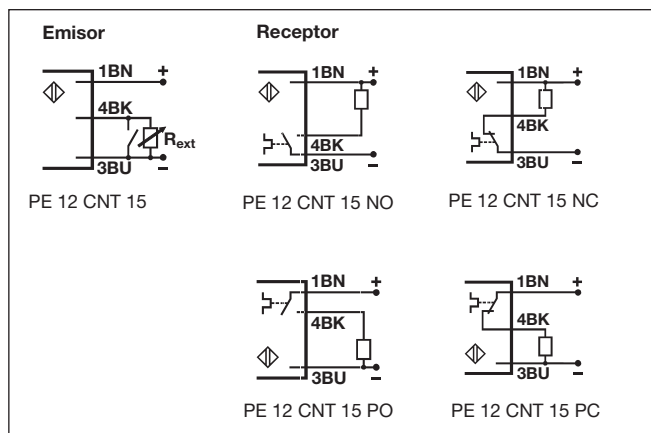 Emisor
1BN +
4BK
Rext
3BU −
PE 12 CNT 15
Receptor
1BN +
4BK
3BU −
PE 12 CNT 15 NO
1BN +
4BK
3BU −
PE 12 CNT 15 NC
1BN +
4BK
3BU −
PE 12 CNT 15 PO
1BN +
4BK
3BU −
PE 12 CNT 15 PC